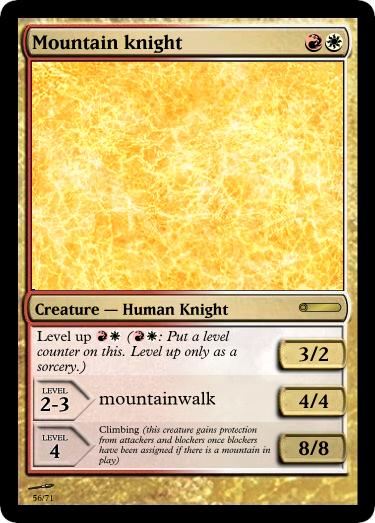 Mountain knight
Creature — Human Knight
Level up (: Put a level
counter on this. Level up only as a
sorcery.)
3/2
LEVEL
2-3
mountainwalk
4/4
LEVEL
4
Climbing (this creature gains protection
from attackers and blockers once blockers
have been assigned if there is a mountain in
play)
8/8
56/71